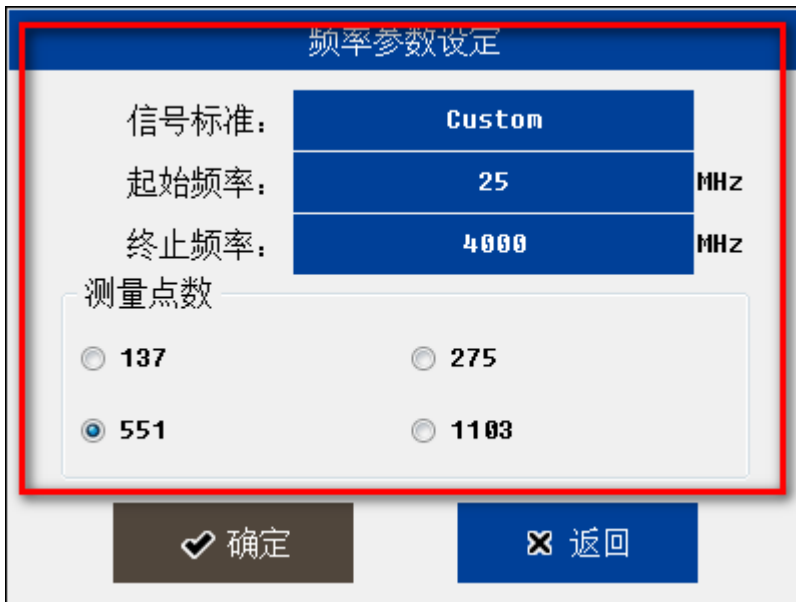 频率参数设定
信号标准: Custom
起始频率: 25 MHz
终止频率: 4000 MHz
测量点数
137 275
551 1103
确定 返回